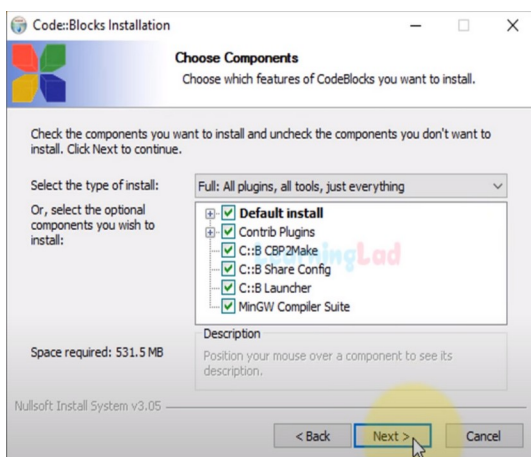 Code::Blocks Installation
Choose Components
Choose which features of CodeBlocks you want to install.
Check the components you want to install and uncheck the components you don't want to
install. Click Next to continue.
Select the type of install:
Full: All plugins, all tools, just everything
Or, select the optional
components you wish to
install:
Default install
Contrib Plugins
C::B CBP2Make
C::B Share Config
C::B Launcher
MinGW Compiler Suite
LearningLad
Space required: 531.5 MB
Description
Position your mouse over a component to see its
description.
Nullsoft Install System v3.05
< Back
Next >
Cancel